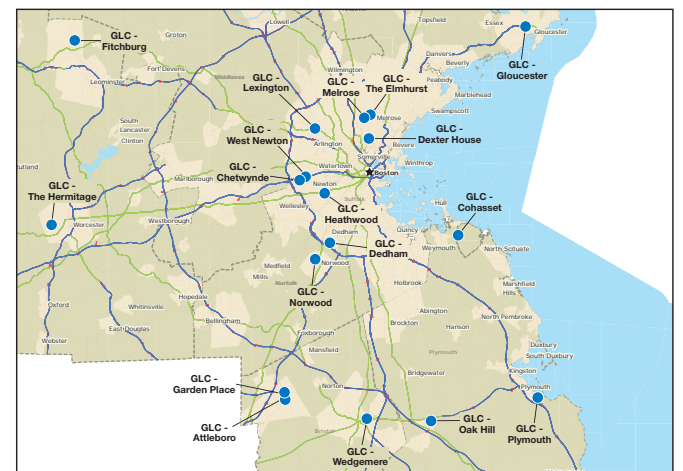 Lowell
Topsfield
Essex
Gloucester
GLC -
Fitchburg
Groton
Danvers
Beverly
GLC -
Gloucester
Wilmington
Fort Devens
Leominster
Middlesex
GLC -
Lexington
GLC -
Melrose
GLC -
The Elmhurst
Peabody
Marblehead
Swampscott
Melrose
South
Lancaster
Clinton
GLC -
West Newton
GLC -
Dexter House
Arlington
Revere
Somerville
Winthrop
Watertown
Boston
GLC -
Chetwynde
Marlborough
Newton
Suffolk
utland
GLC -
The Hermitage
Wellesley
GLC -
Heathwood
Hull
GLC -
Cohasset
Worcester
Westborough
Quincy
Dedham
GLC -
Dedham
Weymouth
North Scituate
Medfield
Norwood
Millis
Norfolk
Holbrook
Marshfield
Hills
GLC -
Norwood
Hopedale
Oxford
Whitinsville
Abington
North Pembroke
Bellingham
Brockton
Hanson
East Douglas
Foxborough
Webster
Mansfield
Plymouth
Duxbury
South Duxbury
Bridgewater
Kingston
GLC -
Garden Place
Norton
Plymouth
GLC -
Attleboro
GLC -
Oak Hill
GLC -
Plymouth
Bristol
GLC -
Wedgemere